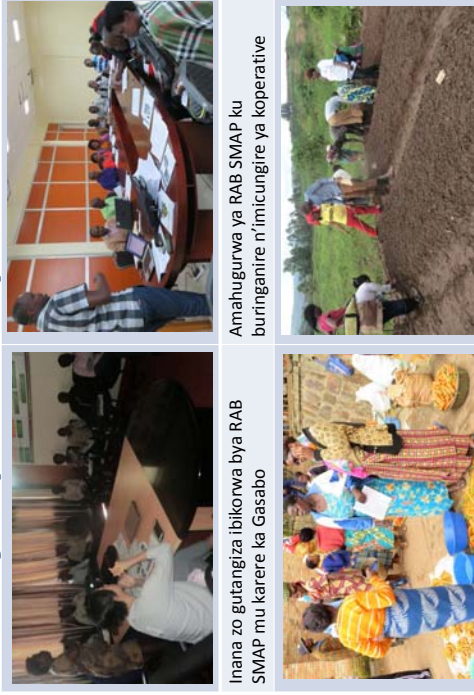 Inana zo gutangiza ibikorwa bya RAB
SMAP mu karere ka Gasabo
Amahugurwa ya RAB SMAP ku
buringanire n'imicungire ya koperative